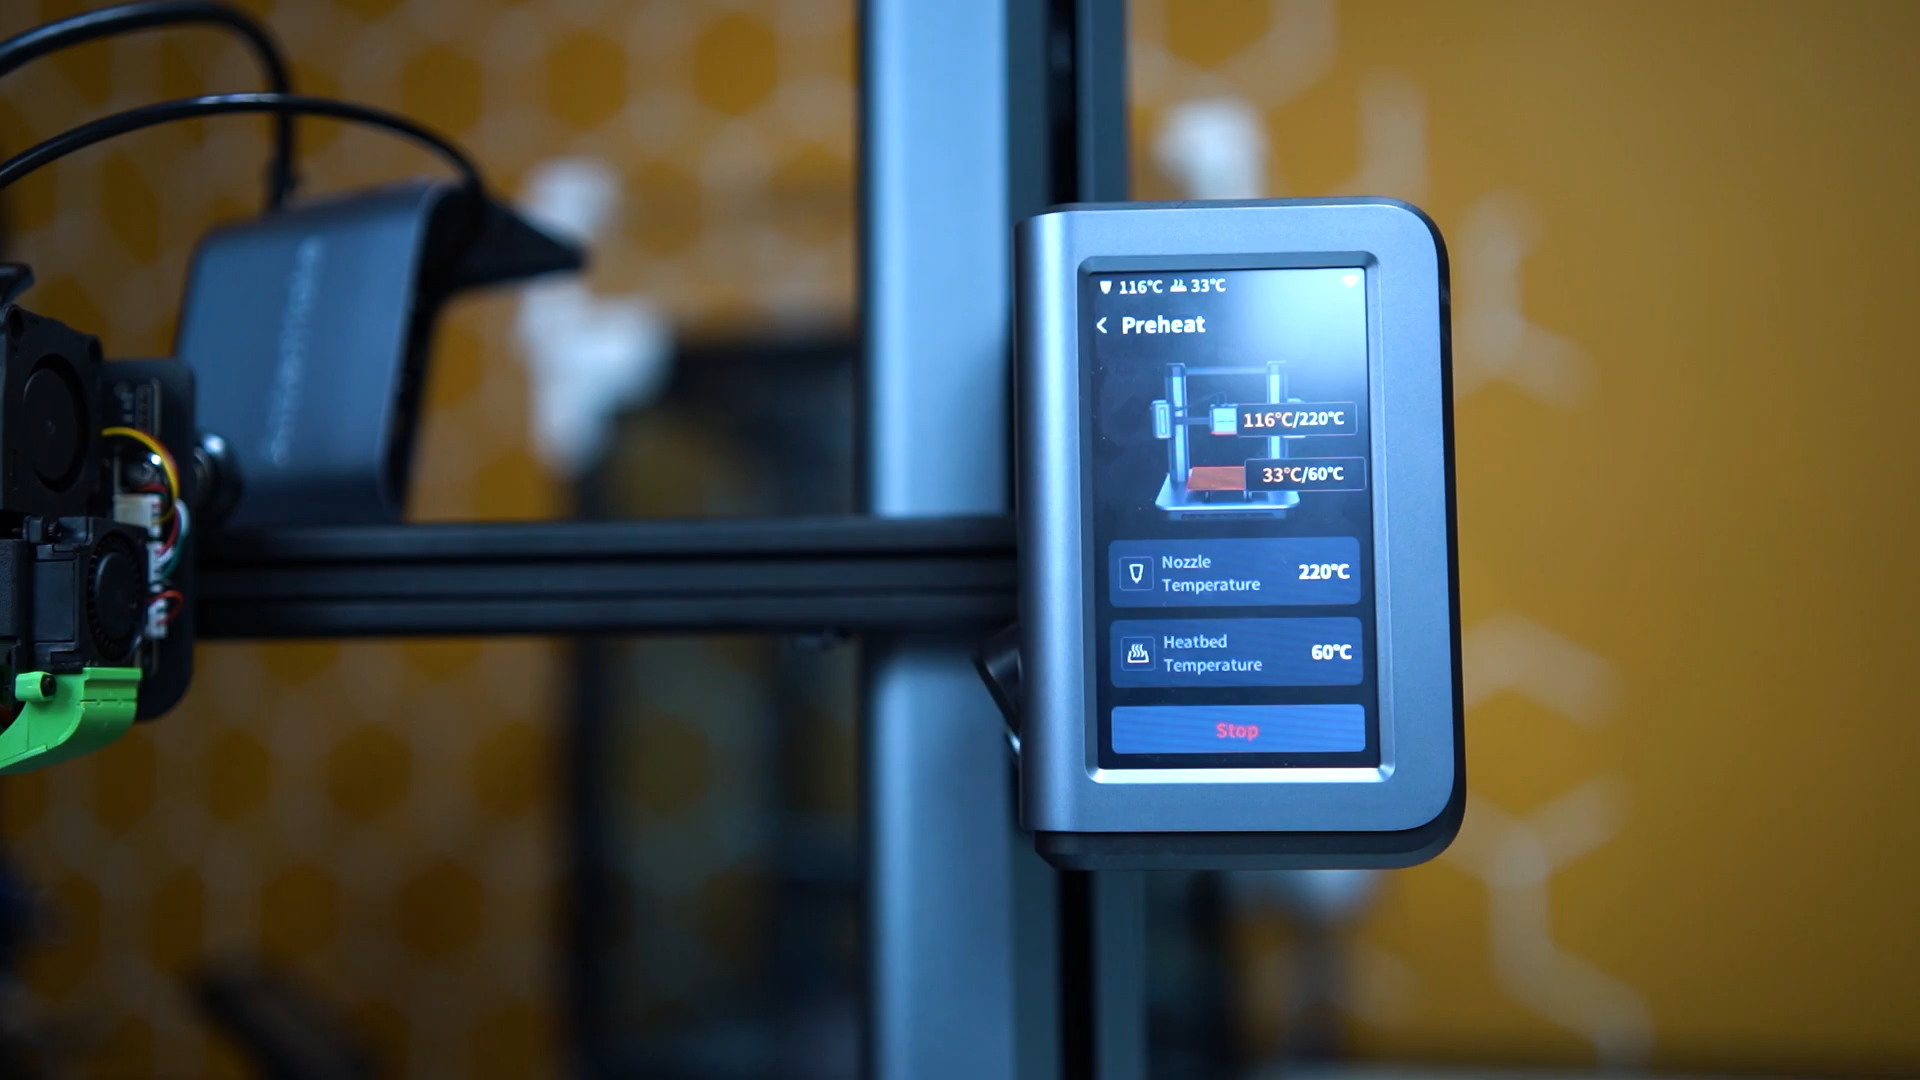 116°C 33°C
Preheat
116°C/220°C
33°C/60°C
Nozzle
Temperature
220°C
Heatbed
Temperature
60°C
Stop